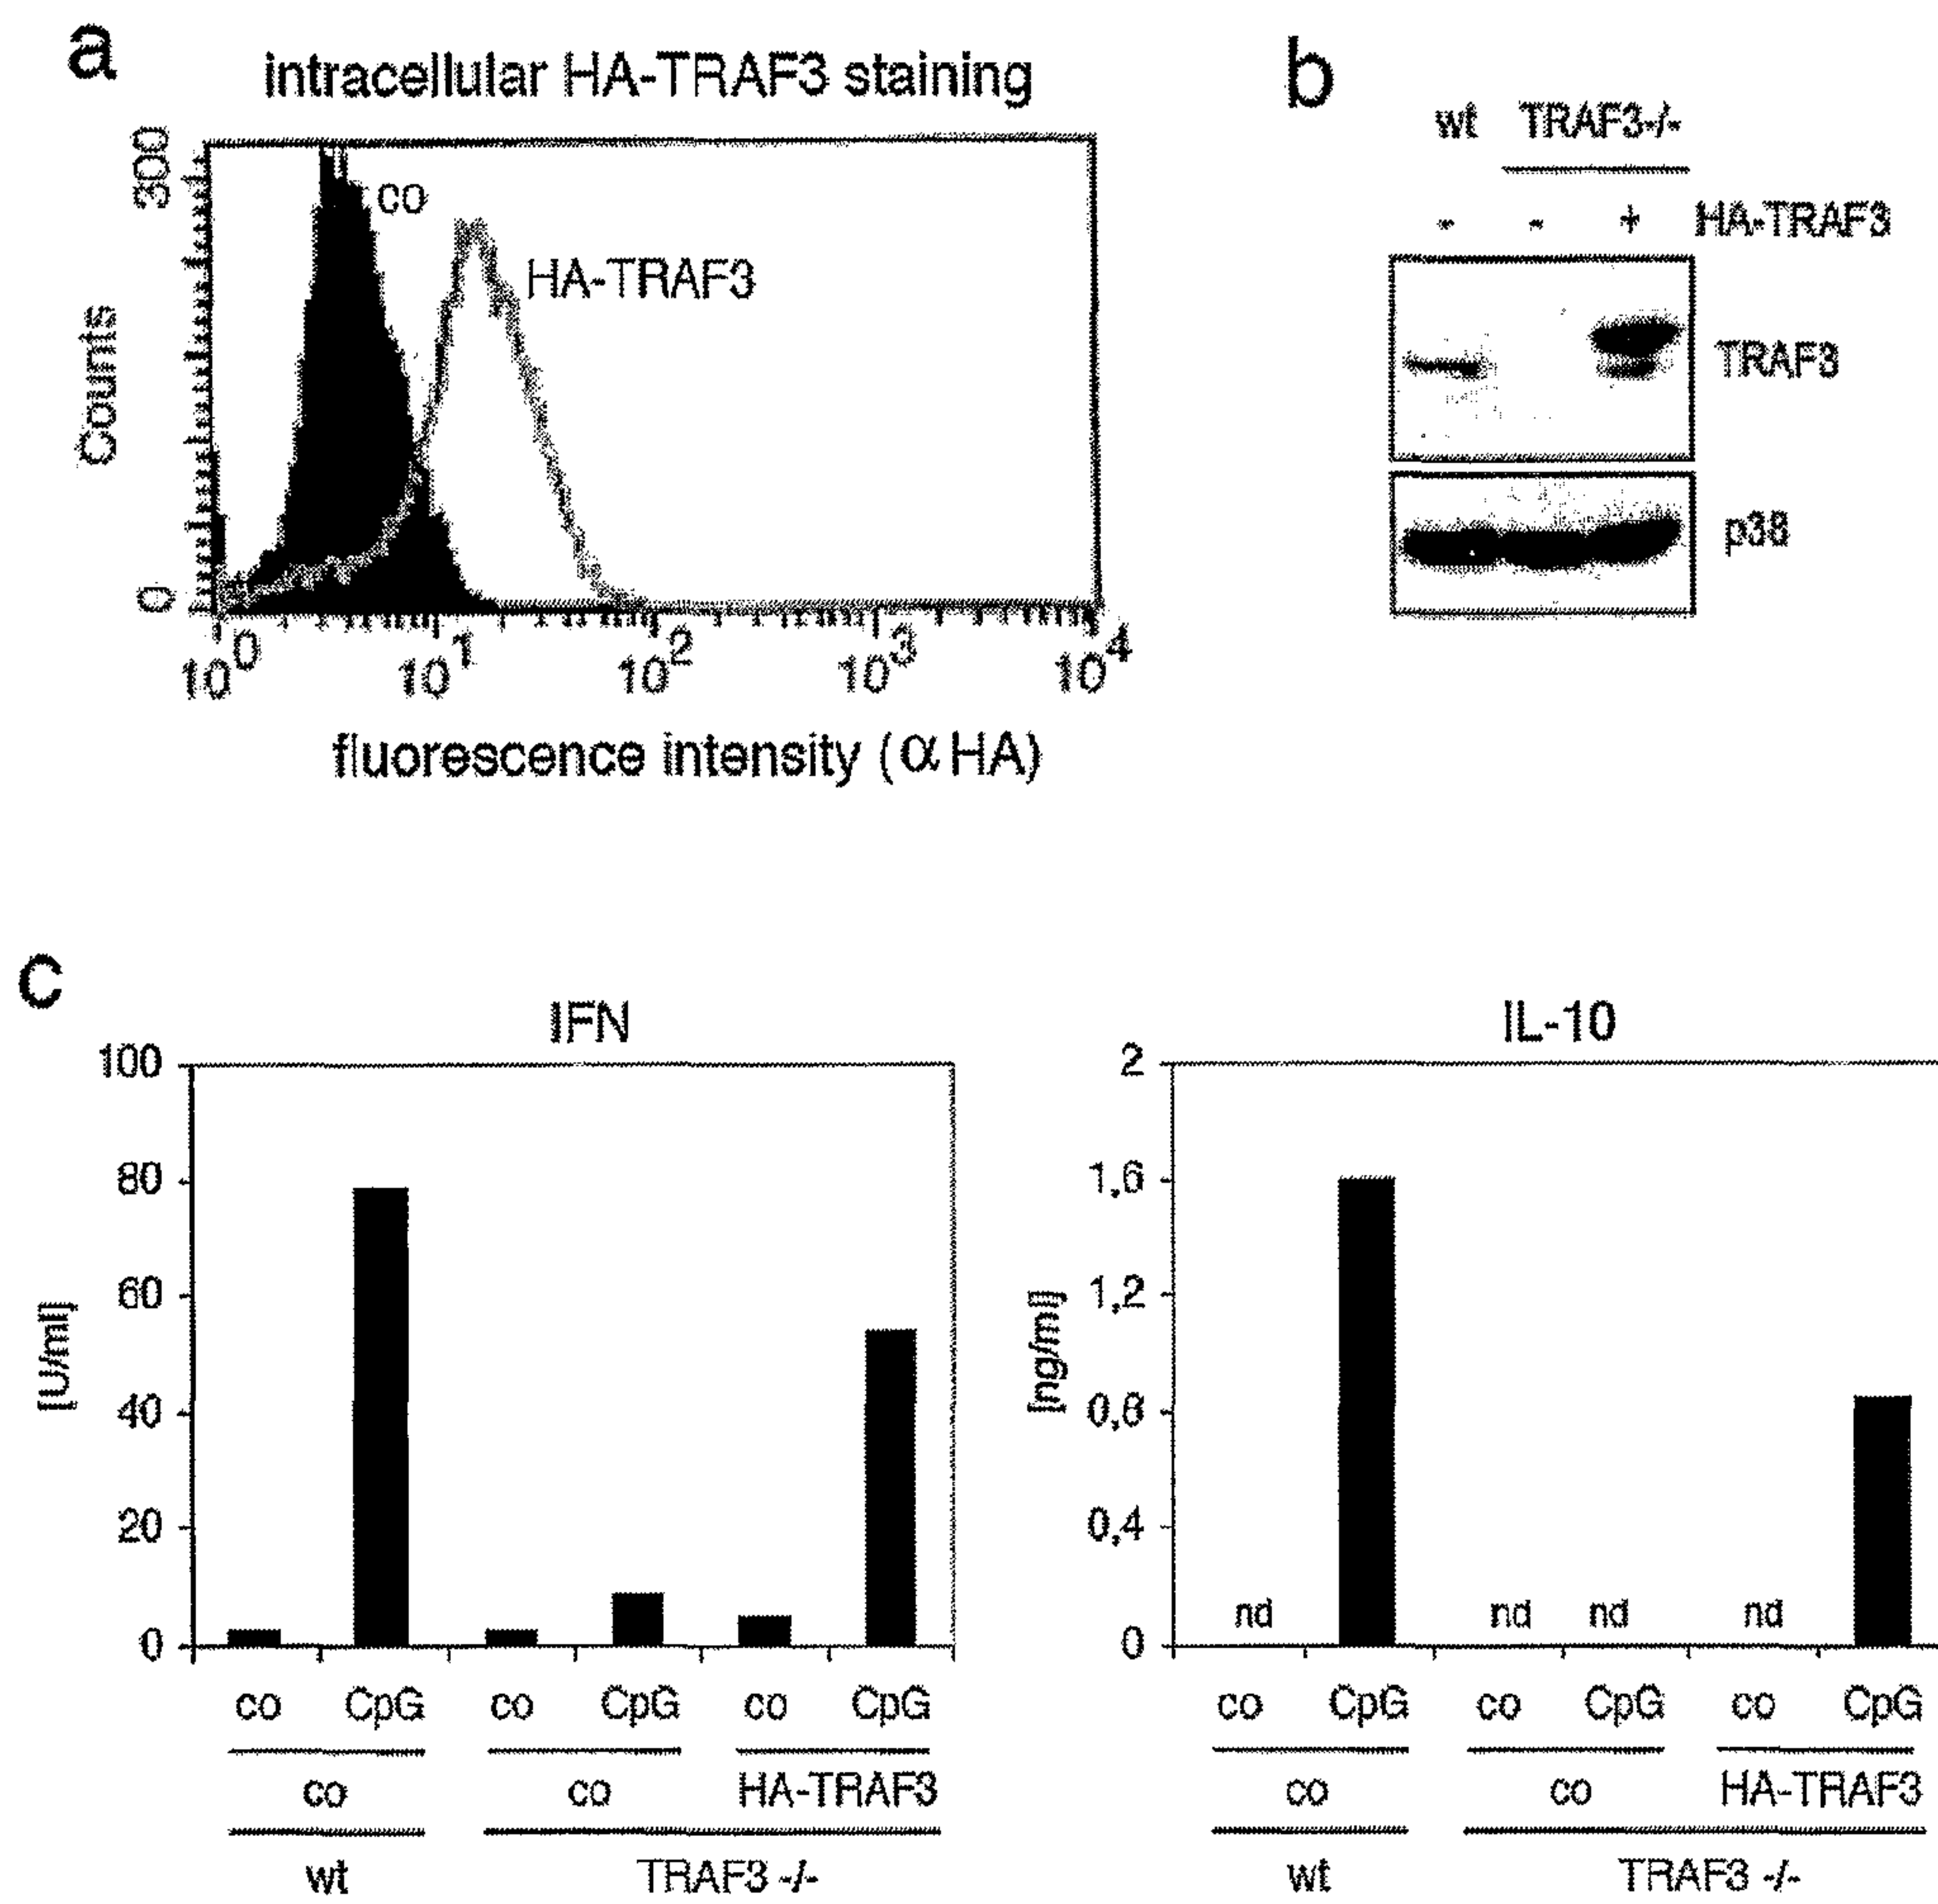 a
intracellular HA-TRAF3 staining
300
co
HA-TRAF3
Counts
0
10^0 10^1 10^2 10^3 10^4
fluorescence intensity (α HA)
b
wt TRAF3-/-
- - + HA-TRAF3
TRAF3
p38
c
IFN
100
80
60
40
20
0
[U/ml]
co CpG co CpG co CpG
co co HA-TRAF3
wt TRAF3 -/-
IL-10
2
1,6
1,2
0,8
0,4
0
[ng/ml]
nd nd nd nd
co CpG co CpG co CpG
co co HA-TRAF3
wt TRAF3 -/-